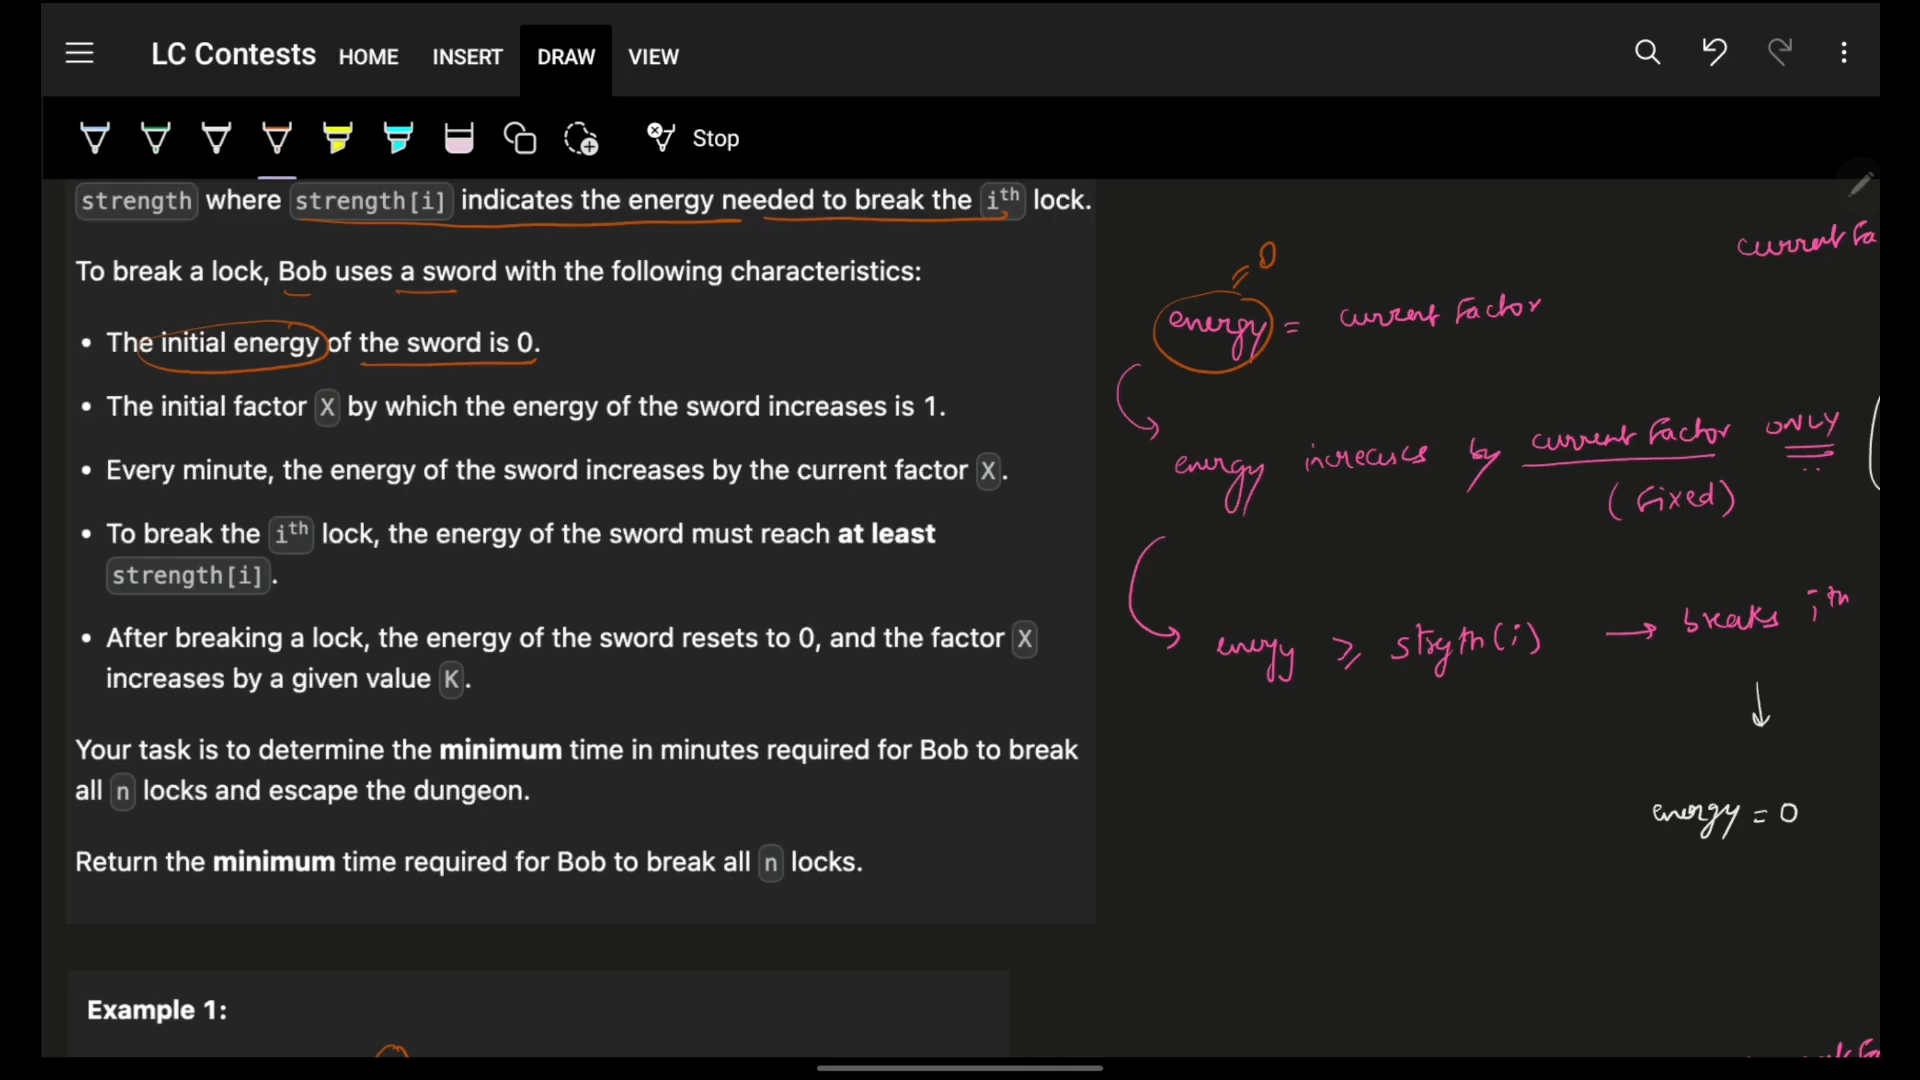 LC Contests HOME INSERT DRAW VIEW
Stop
strength where strength[i] indicates the energy needed to break the ith lock.
To break a lock, Bob uses a sword with the following characteristics:
• The initial energy of the sword is 0.
• The initial factor X by which the energy of the sword increases is 1.
• Every minute, the energy of the sword increases by the current factor X.
• To break the ith lock, the energy of the sword must reach at least
strength[i].
• After breaking a lock, the energy of the sword resets to 0, and the factor X
increases by a given value K.
Your task is to determine the minimum time in minutes required for Bob to break
all n locks and escape the dungeon.
Return the minimum time required for Bob to break all n locks.
Example 1:
current Fa
= 0
energy = current Factor
energy increases by current Factor ONLY
(Fixed)
energy >= (i) → breaks ith
energy = 0